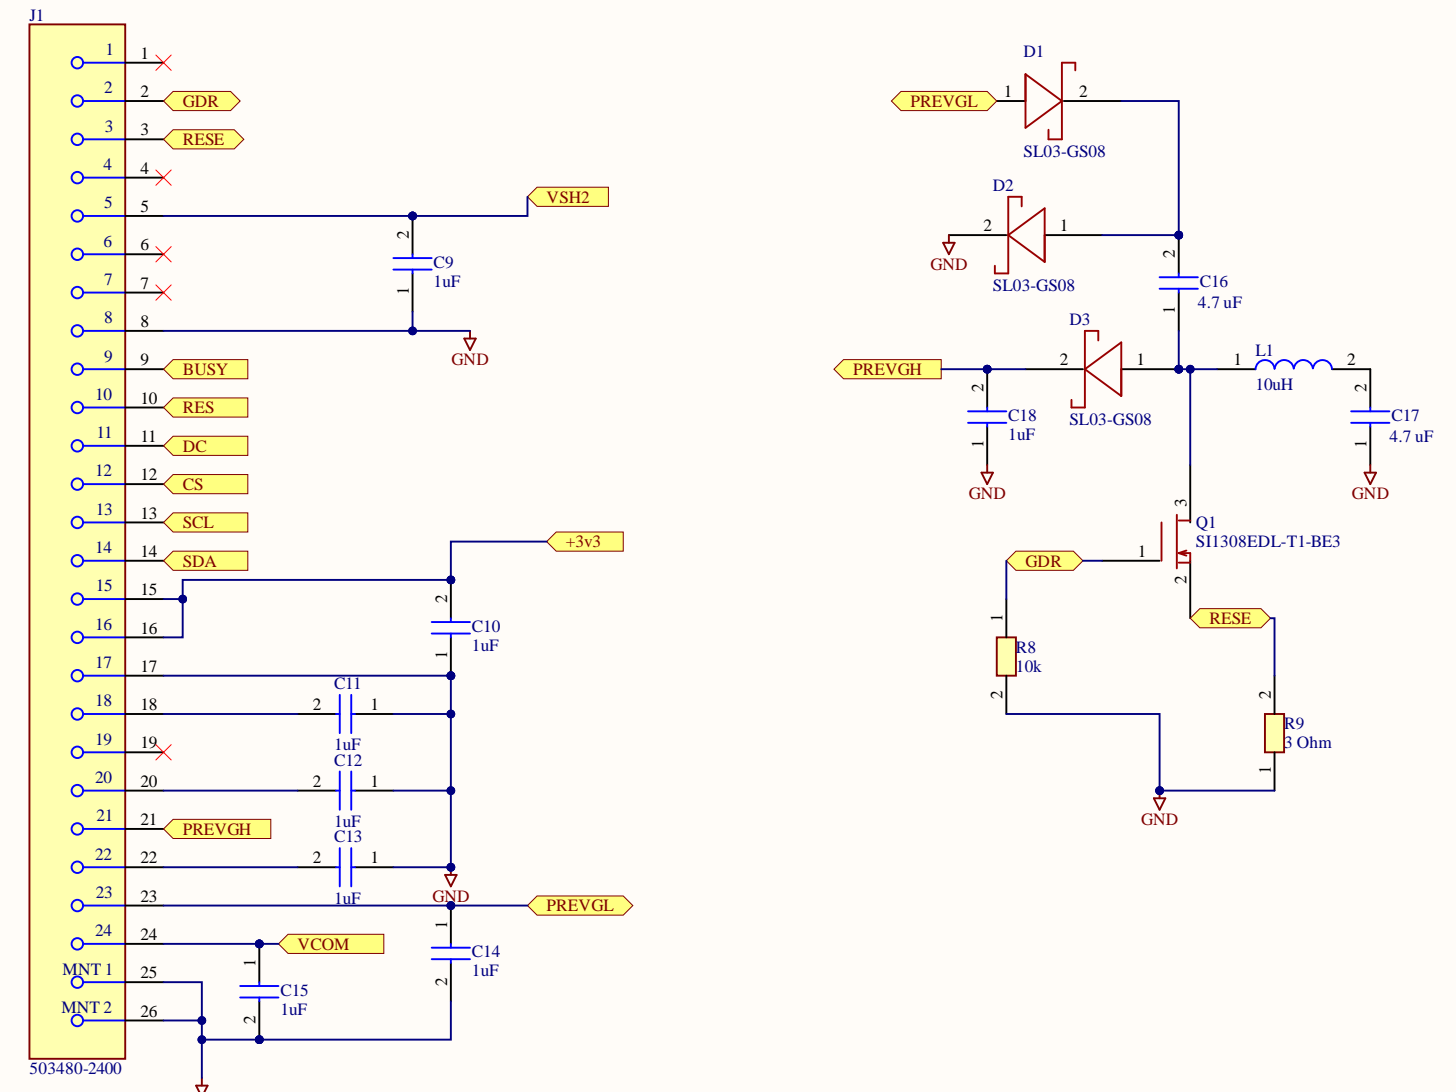 J1
1 1
2 2 GDR
3 3 RESE
4 4
5 5 VSH2
2
C9
1uF
1
6 6
7 7
8 8
GND
9 9 BUSY
10 10 RES
11 11 DC
12 12 CS
13 13 SCL
14 14 SDA
+3v3
15 15
2
C10
1uF
1
16 16
17 17
C11
18 18 2 1
1uF
19 19
C12
20 20 2 1
1uF
21 21 PREVGH
C13
22 22 2 1
1uF
GND
23 23 PREVGL
1
C14
1uF
2
24 24 VCOM
1
C15
1uF
2
MNT 1 25
MNT 2 26
503480-2400
D1
PREVGL 1 2
SL03-GS08
D2
2 1
GND
SL03-GS08
2
C16
4.7 uF
1
D3
PREVGH 2 1
SL03-GS08
2
C18
1uF
1
GND
L1
1 2
10uH
2
C17
4.7 uF
1
GND
3
Q1
SI1308EDL-T1-BE3
GDR 1
2
RESE
1
R8
10k
2
2
R9
3 Ohm
1
GND